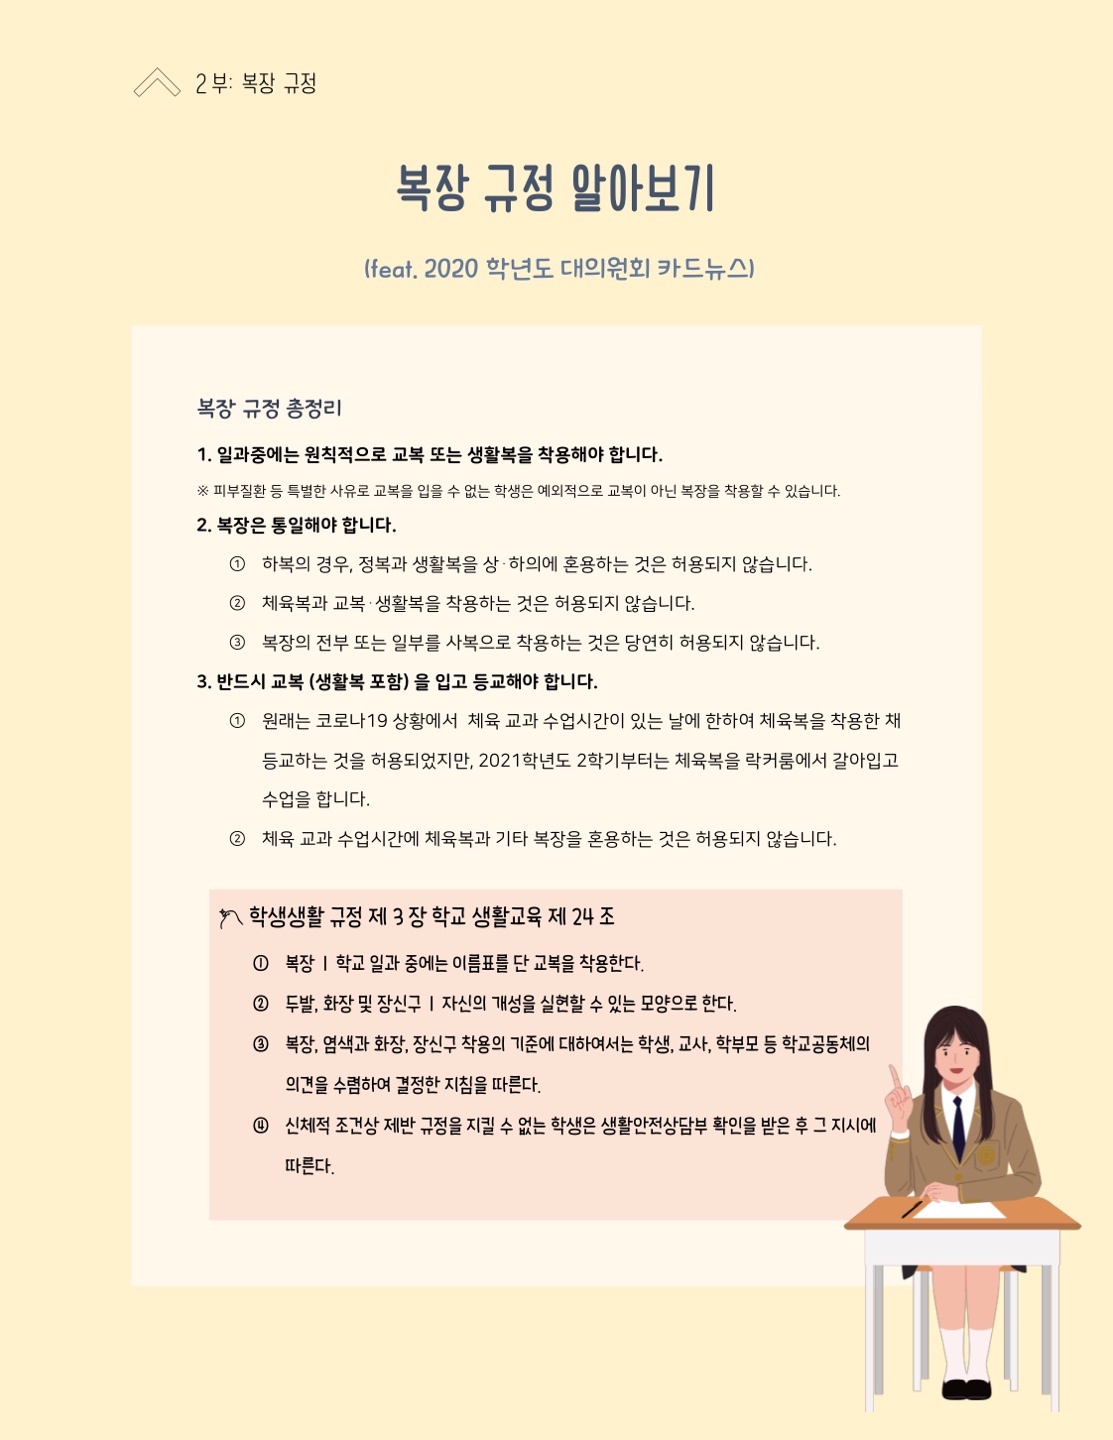 2부: 복장 규정
복장 규정 알아보기
(feat. 2020 학년도 대의원회 카드뉴스)
복장 규정 총정리
1. 일과중에는 원칙적으로 교복 또는 생활복을 착용해야 합니다.
※ 피부질환 등 특별한 사유로 교복을 입을 수 없는 학생은 예외적으로 교복이 아닌 복장을 착용할 수 있습니다.
2. 복장은 통일해야 합니다.
① 하복의 경우, 정복과 생활복을 상·하의에 혼용하는 것은 허용되지 않습니다.
② 체육복과 교복·생활복을 착용하는 것은 허용되지 않습니다.
③ 복장의 전부 또는 일부를 사복으로 착용하는 것은 당연히 허용되지 않습니다.
3. 반드시 교복 (생활복 포함) 을 입고 등교해야 합니다.
① 원래는 코로나19 상황에서 체육 교과 수업시간이 있는 날에 한하여 체육복을 착용한 채
등교하는 것을 허용되었지만, 2021학년도 2학기부터는 체육복을 락커룸에서 갈아입고
수업을 합니다.
② 체육 교과 수업시간에 체육복과 기타 복장을 혼용하는 것은 허용되지 않습니다.
학생생활 규정 제 3 장 학교 생활교육 제 24 조
① 복장 | 학교 일과 중에는 이름표를 단 교복을 착용한다.
② 두발, 화장 및 장신구 | 자신의 개성을 실현할 수 있는 모양으로 한다.
③ 복장, 염색과 화장, 장신구 착용의 기준에 대하여서는 학생, 교사, 학부모 등 학교공동체의
의견을 수렴하여 결정한 지침을 따른다.
④ 신체적 조건상 제반 규정을 지킬 수 없는 학생은 생활안전상담부 확인을 받은 후 그 지시에
따른다.